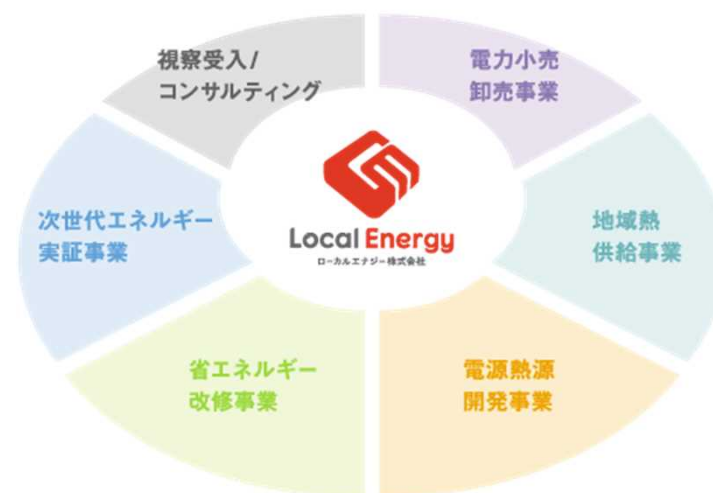 視察受入/
コンサルティング
電力小売
卸売事業
次世代エネルギー
実証事業
Local Energy
ローカルエナジー株式会社
地域熱
供給事業
省エネルギー
改修事業
電源熱源
開発事業